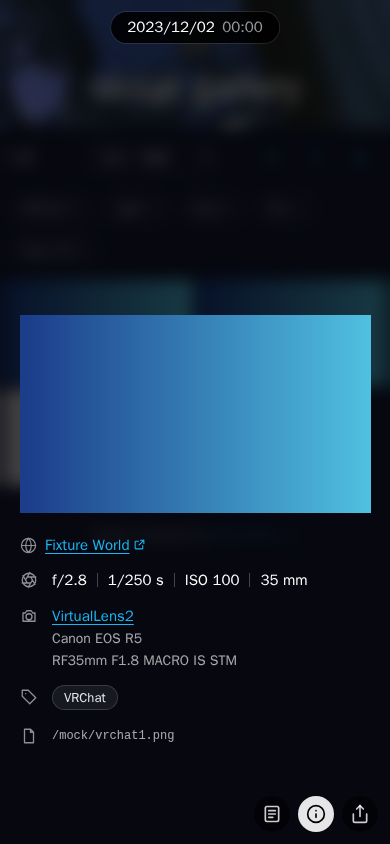 2023/12/02 00:00
Fixture World
f/2.8 1/250 s ISO 100 35 mm
VirtualLens2
Canon EOS R5
RF35mm F1.8 MACRO IS STM
VRChat
/mock/vrchat1.png